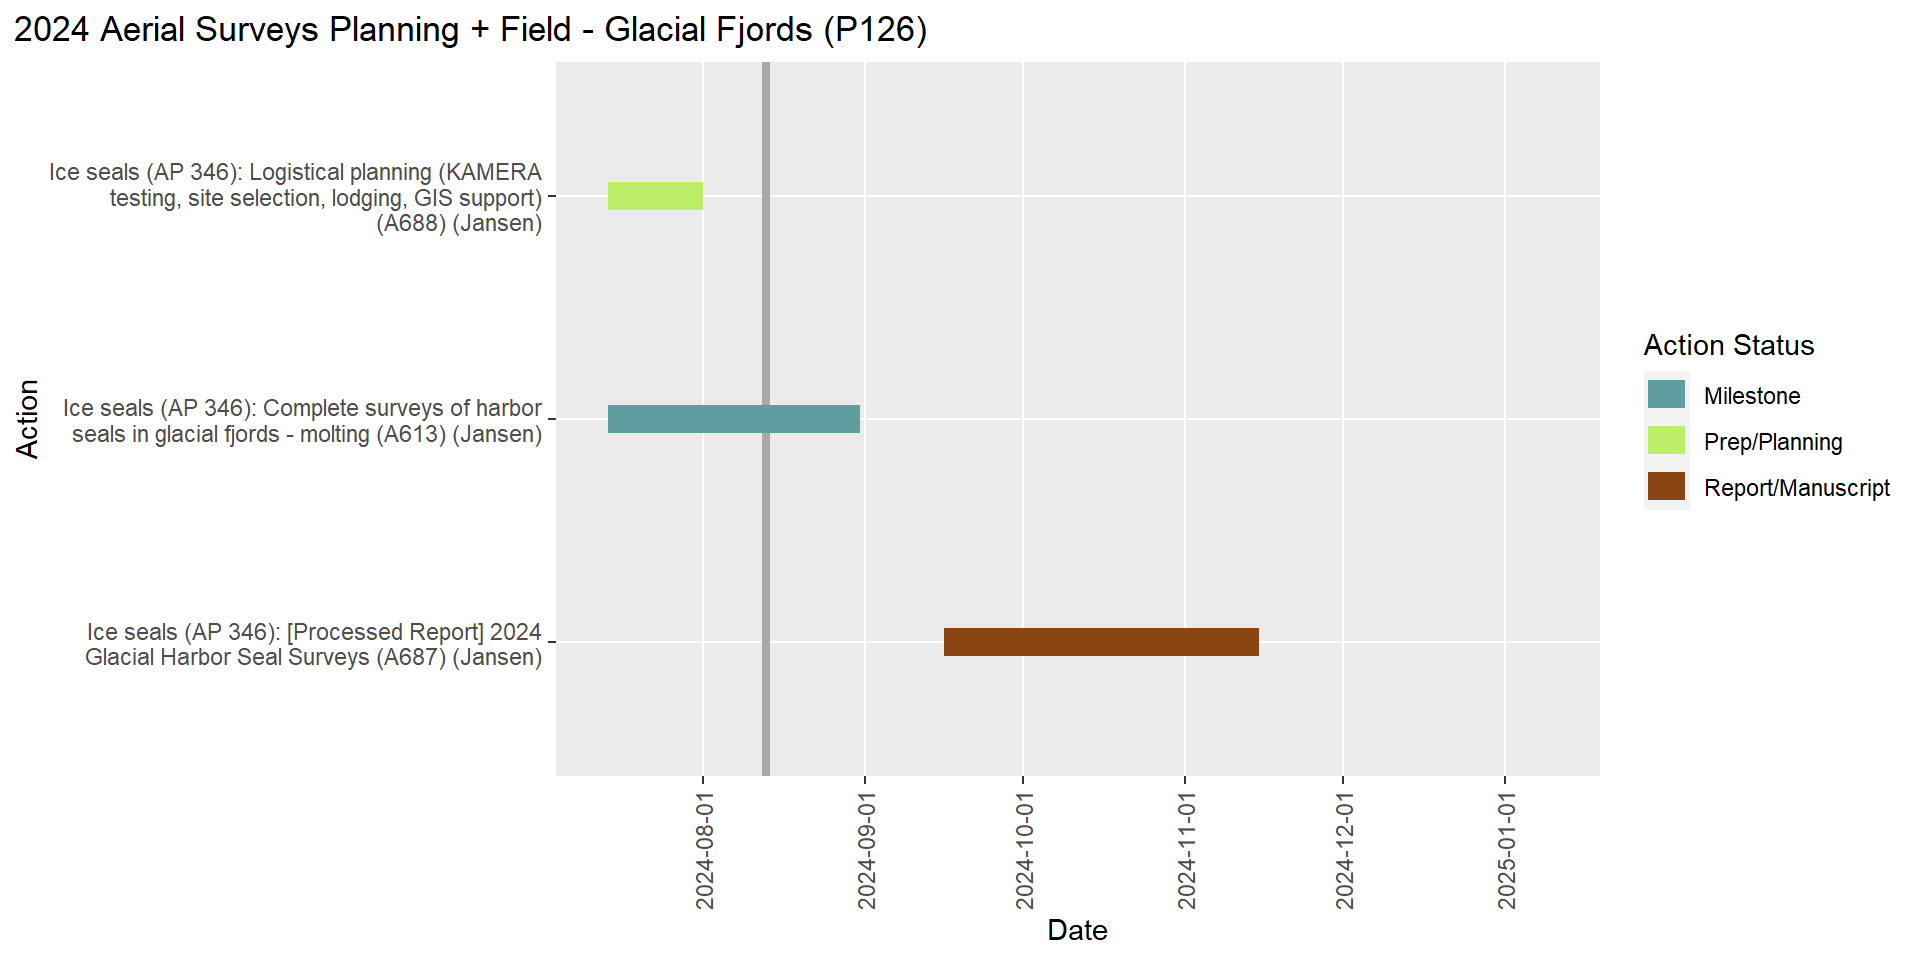 2024 Aerial Surveys Planning + Field - Glacial Fjords (P126)
Ice seals (AP 346): Logistical planning (KAMERA
testing, site selection, lodging, GIS support)
(A688) (Jansen)
Ice seals (AP 346): Complete surveys of harbor
seals in glacial fjords - molting (A613) (Jansen)
Ice seals (AP 346): [Processed Report] 2024
Glacial Harbor Seal Surveys (A687) (Jansen)
Action
2024-08-01
2024-09-01
2024-10-01
2024-11-01
2024-12-01
2025-01-01
Date
Action Status
Milestone
Prep/Planning
Report/Manuscript